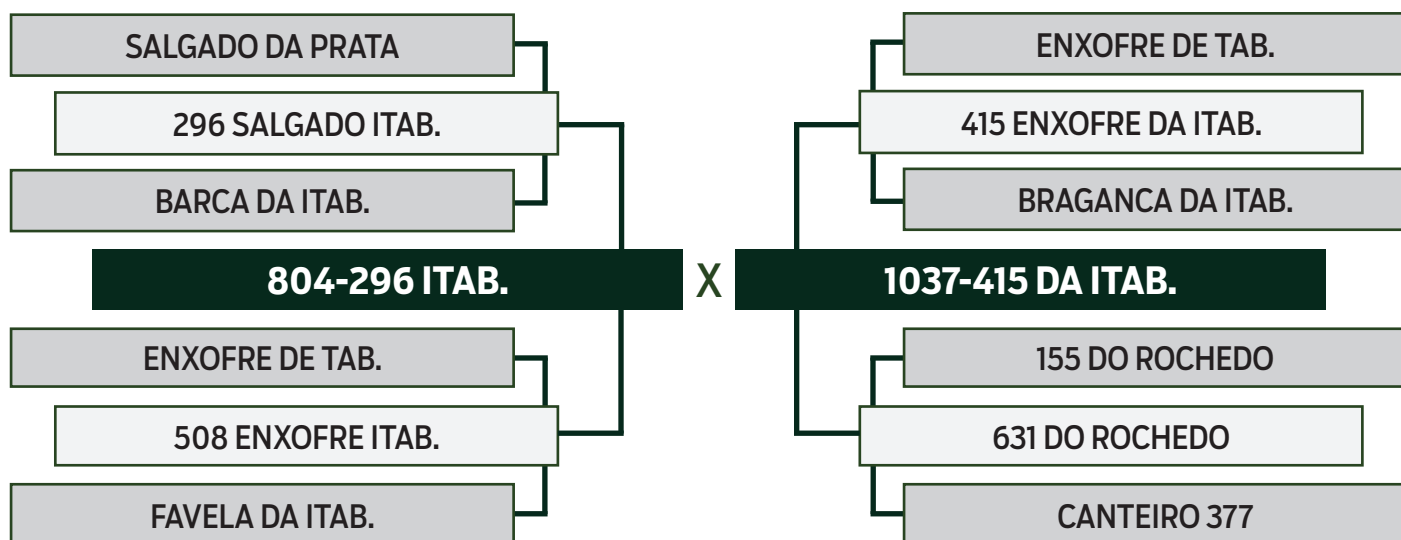 SALGADO DA PRATA
296 SALGADO ITAB.
BARCA DA ITAB.
804-296 ITAB.
ENXOFRE DE TAB.
508 ENXOFRE ITAB.
FAVELA DA ITAB.
X
ENXOFRE DE TAB.
415 ENXOFRE DA ITAB.
BRAGANCA DA ITAB.
1037-415 DA ITAB.
155 DO ROCHEDO
631 DO ROCHEDO
CANTEIRO 377